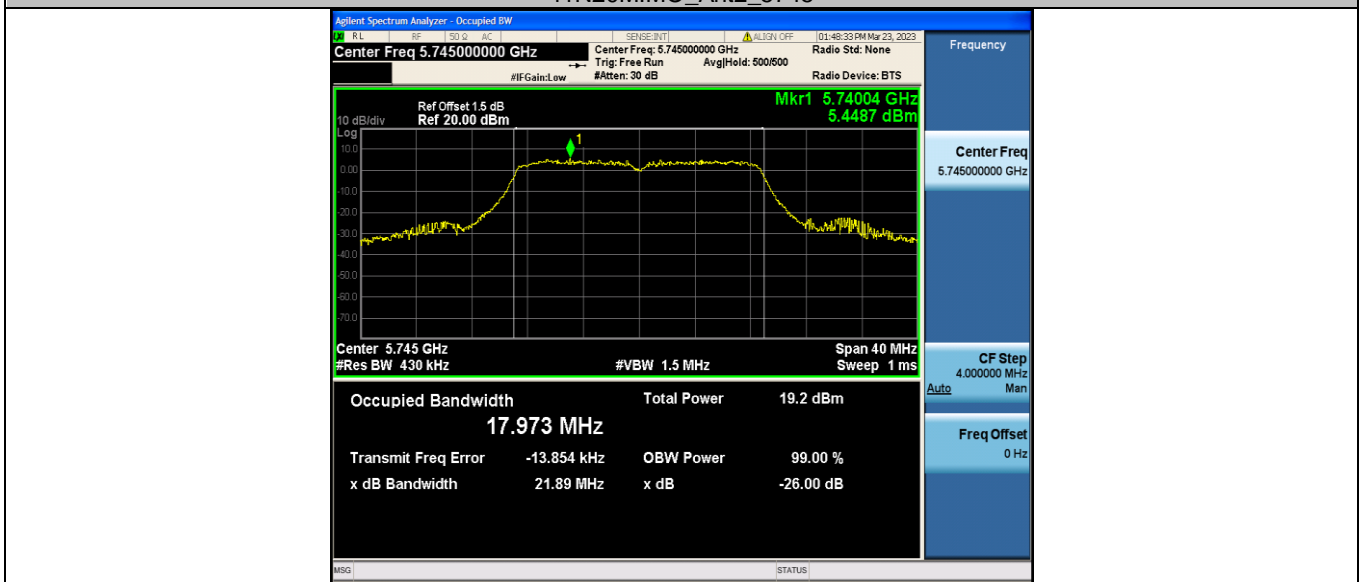 Agilent Spectrum Analyzer - Occupied BW
RL RF 50 Ω AC SENSE:INT ALIGN OFF 01:48:33 PM Mar 23, 2023
Center Freq 5.745000000 GHz
Center Freq: 5.745000000 GHz Radio Std: None
Trig: Free Run Avg|Hold: 500/500
#IFGain:Low #Atten: 30 dB Radio Device: BTS
Frequency
Mkr1 5.74004 GHz
5.4487 dBm
Ref Offset 1.5 dB
10 dB/div Ref 20.00 dBm
Log
10.0
0.00
-10.0
-20.0
-30.0
-40.0
-50.0
-60.0
-70.0
1
Center 5.745 GHz Span 40 MHz
#Res BW 430 kHz #VBW 1.5 MHz Sweep 1 ms
Occupied Bandwidth Total Power 19.2 dBm
17.973 MHz
Transmit Freq Error -13.854 kHz OBW Power 99.00 %
x dB Bandwidth 21.89 MHz x dB -26.00 dB
Center Freq
5.745000000 GHz
CF Step
4.000000 MHz
Auto Man
Freq Offset
0 Hz
MSG STATUS